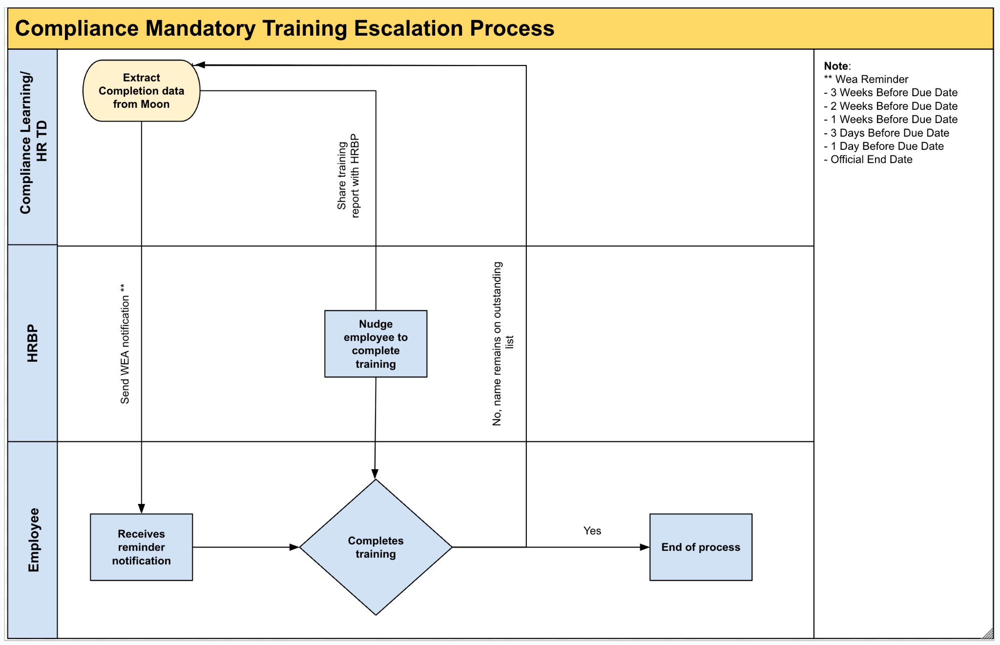 Compliance Mandatory Training Escalation Process
Compliance Learning/
HR TD
Extract
Completion data
from Moon
Share training
report with HRBP
Note:
** Wea Reminder
- 3 Weeks Before Due Date
- 2 Weeks Before Due Date
- 1 Weeks Before Due Date
- 3 Days Before Due Date
- 1 Day Before Due Date
- Official End Date
HRBP
Send WEA notification **
Nudge
employee to
complete
training
No, name remains on outstanding
list
Employee
Receives
reminder
notification
Completes
training
Yes
End of process